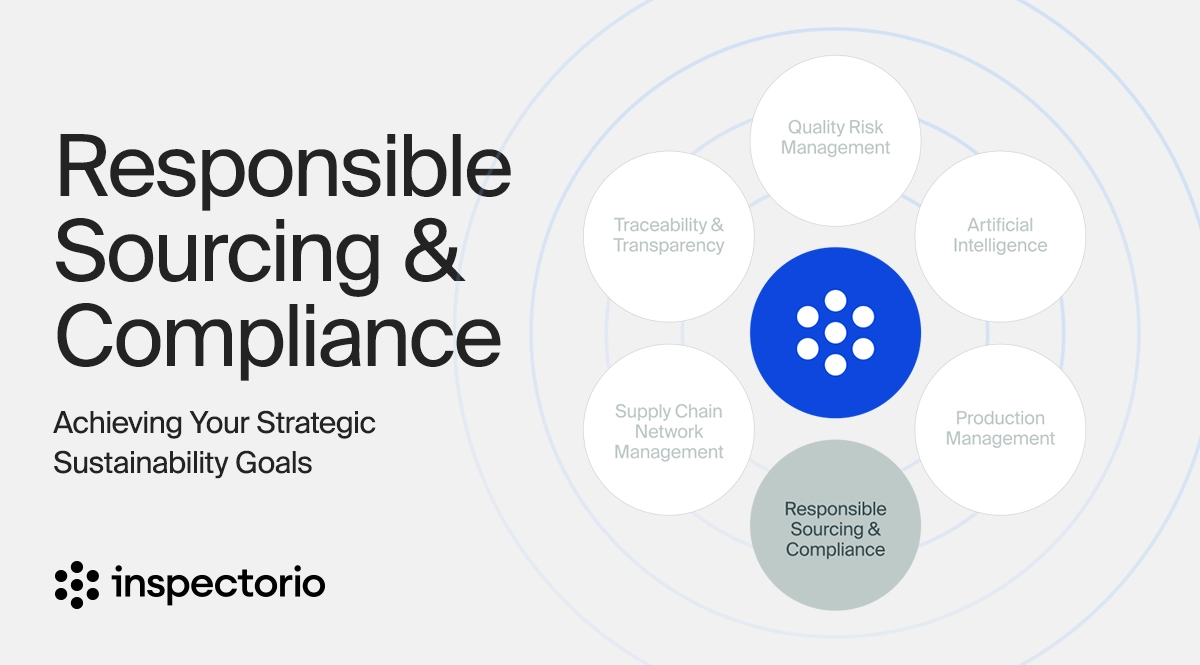 Responsible
Sourcing &
Compliance
Achieving Your Strategic
Sustainability Goals
inspectorio
Quality Risk
Management
Traceability &
Transparency
Artificial
Intelligence
Supply Chain
Network
Management
Production
Management
Responsible
Sourcing &
Compliance